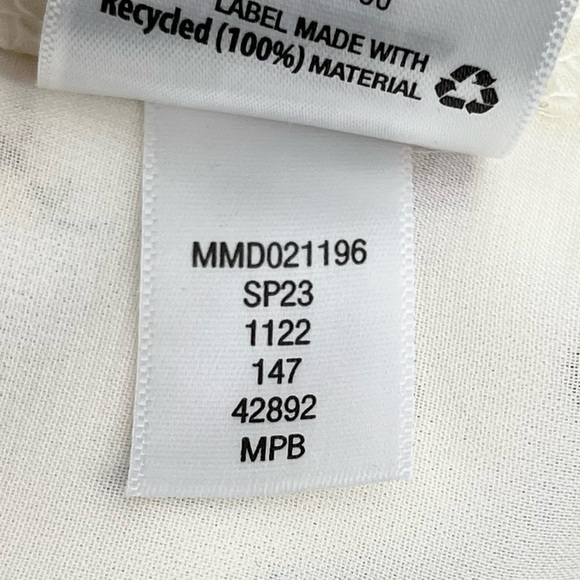 LABEL MADE WITH
Recycled (100%) MATERIAL
MMD021196
SP23
1122
147
42892
MPB